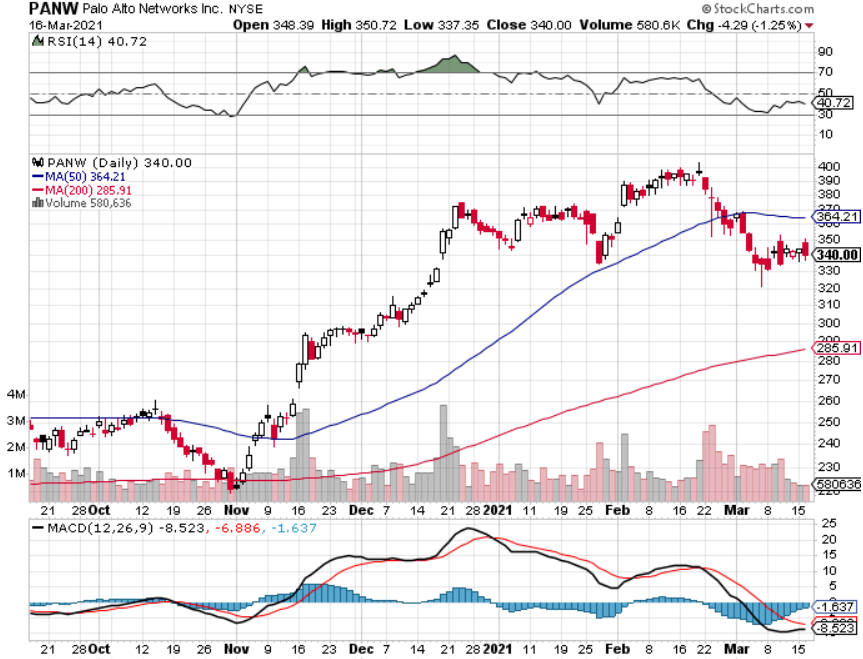 PANW Palo Alto Networks Inc. NYSE © StockCharts.com
16-Mar-2021 Open 348.39 High 350.72 Low 337.35 Close 340.00 Volume 580.6K Chg -4.29 (-1.25%)
RSI(14) 40.72
90
70
50
40.72
30
10
PANW (Daily) 340.00
MA(50) 364.21
MA(200) 285.91
Volume 580,636
400
390
380
370
364.21
350
340.00
330
320
310
300
285.91
280
270
260
250
240
230
580636
4M
3M
2M
1M
21 28 Oct 12 19 26 Nov 9 16 23 Dec 7 14 21 28 2021 11 19 25 Feb 8 16 22 Mar 8 15
MACD(12,26,9) -8.523, -6.886, -1.637
25
20
15
10
5
-1.637
-8.523
21 28 Oct 12 19 26 Nov 9 16 23 Dec 7 14 21 28 2021 11 19 25 Feb 8 16 22 Mar 8 15